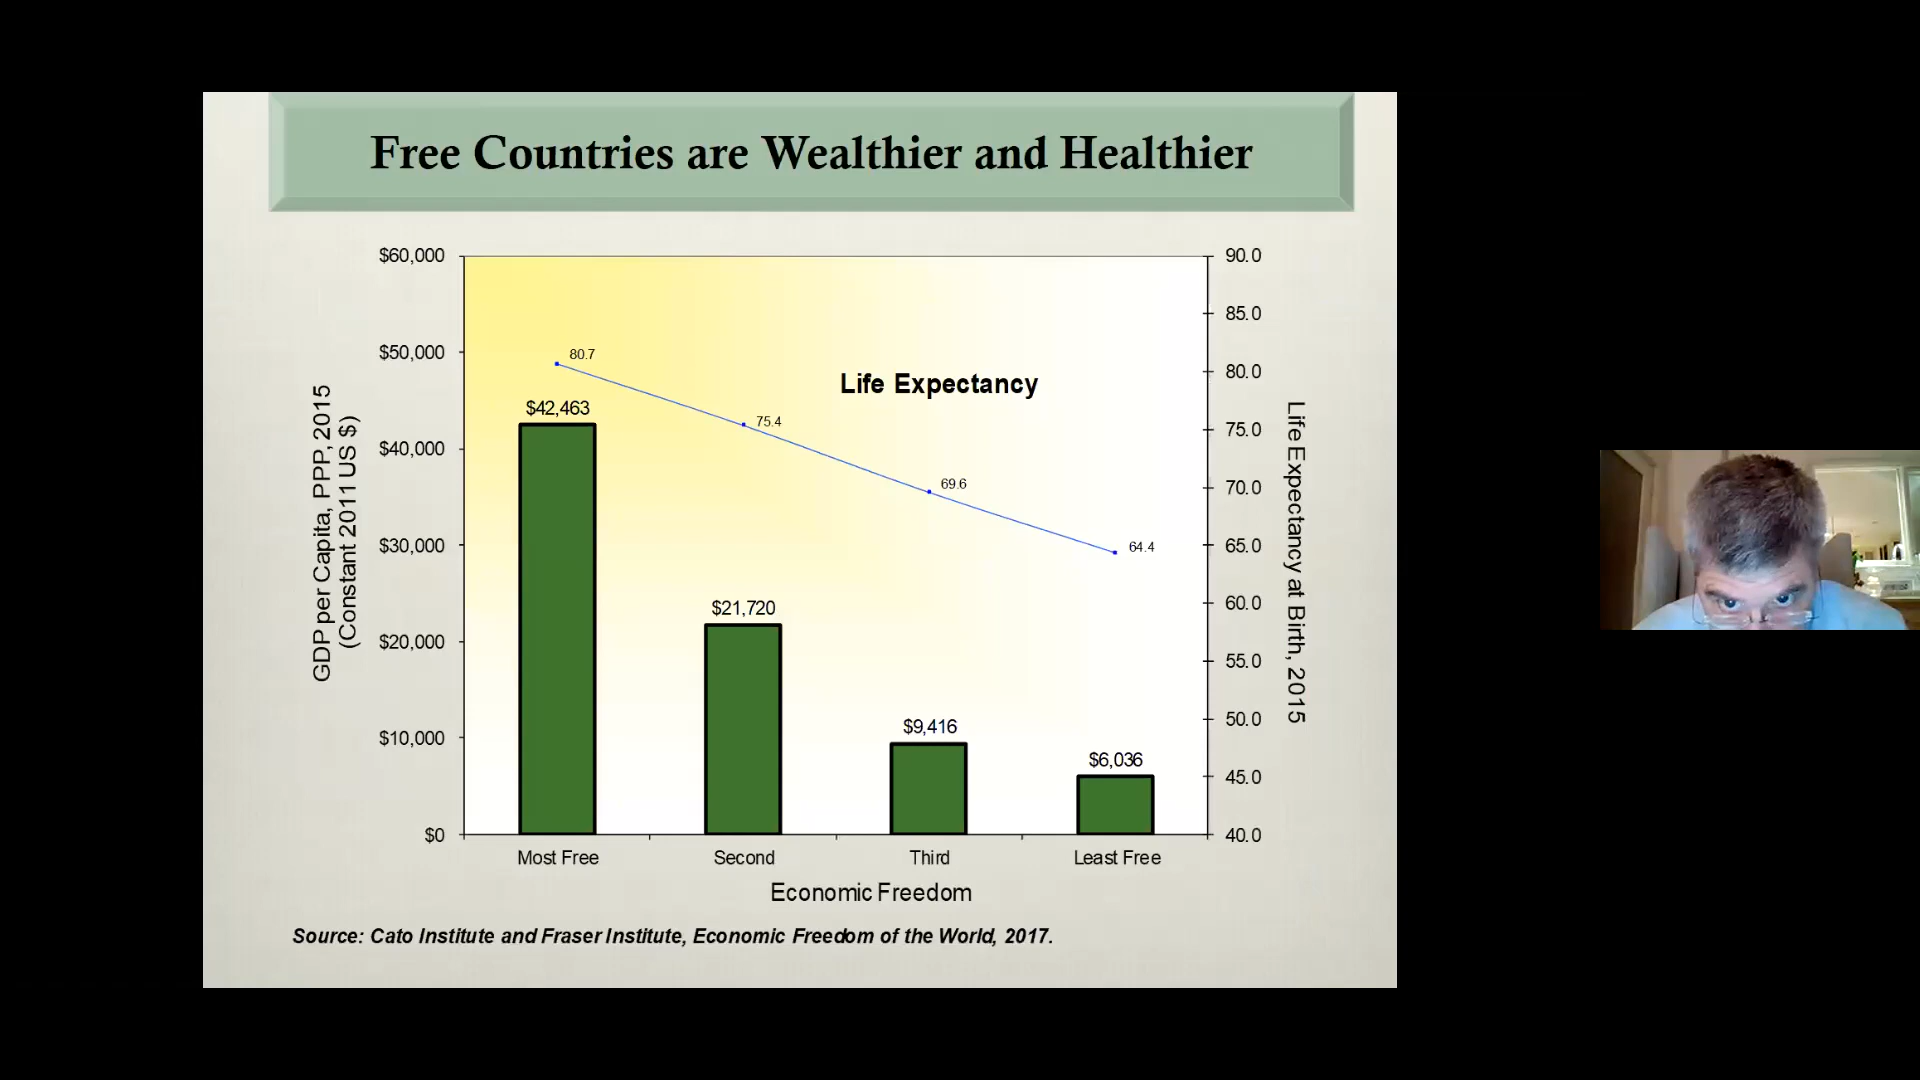 Free Countries are Wealthier and Healthier
$60,000
$50,000
$40,000
$30,000
$20,000
$10,000
$0
GDP per Capita, PPP, 2015
(Constant 2011 US $)
90.0
85.0
80.0
75.0
70.0
65.0
60.0
55.0
50.0
45.0
40.0
Life Expectancy at Birth, 2015
Life Expectancy
80.7
75.4
69.6
64.4
$42,463
$21,720
$9,416
$6,036
Most Free
Second
Third
Least Free
Economic Freedom
Source: Cato Institute and Fraser Institute, Economic Freedom of the World, 2017.